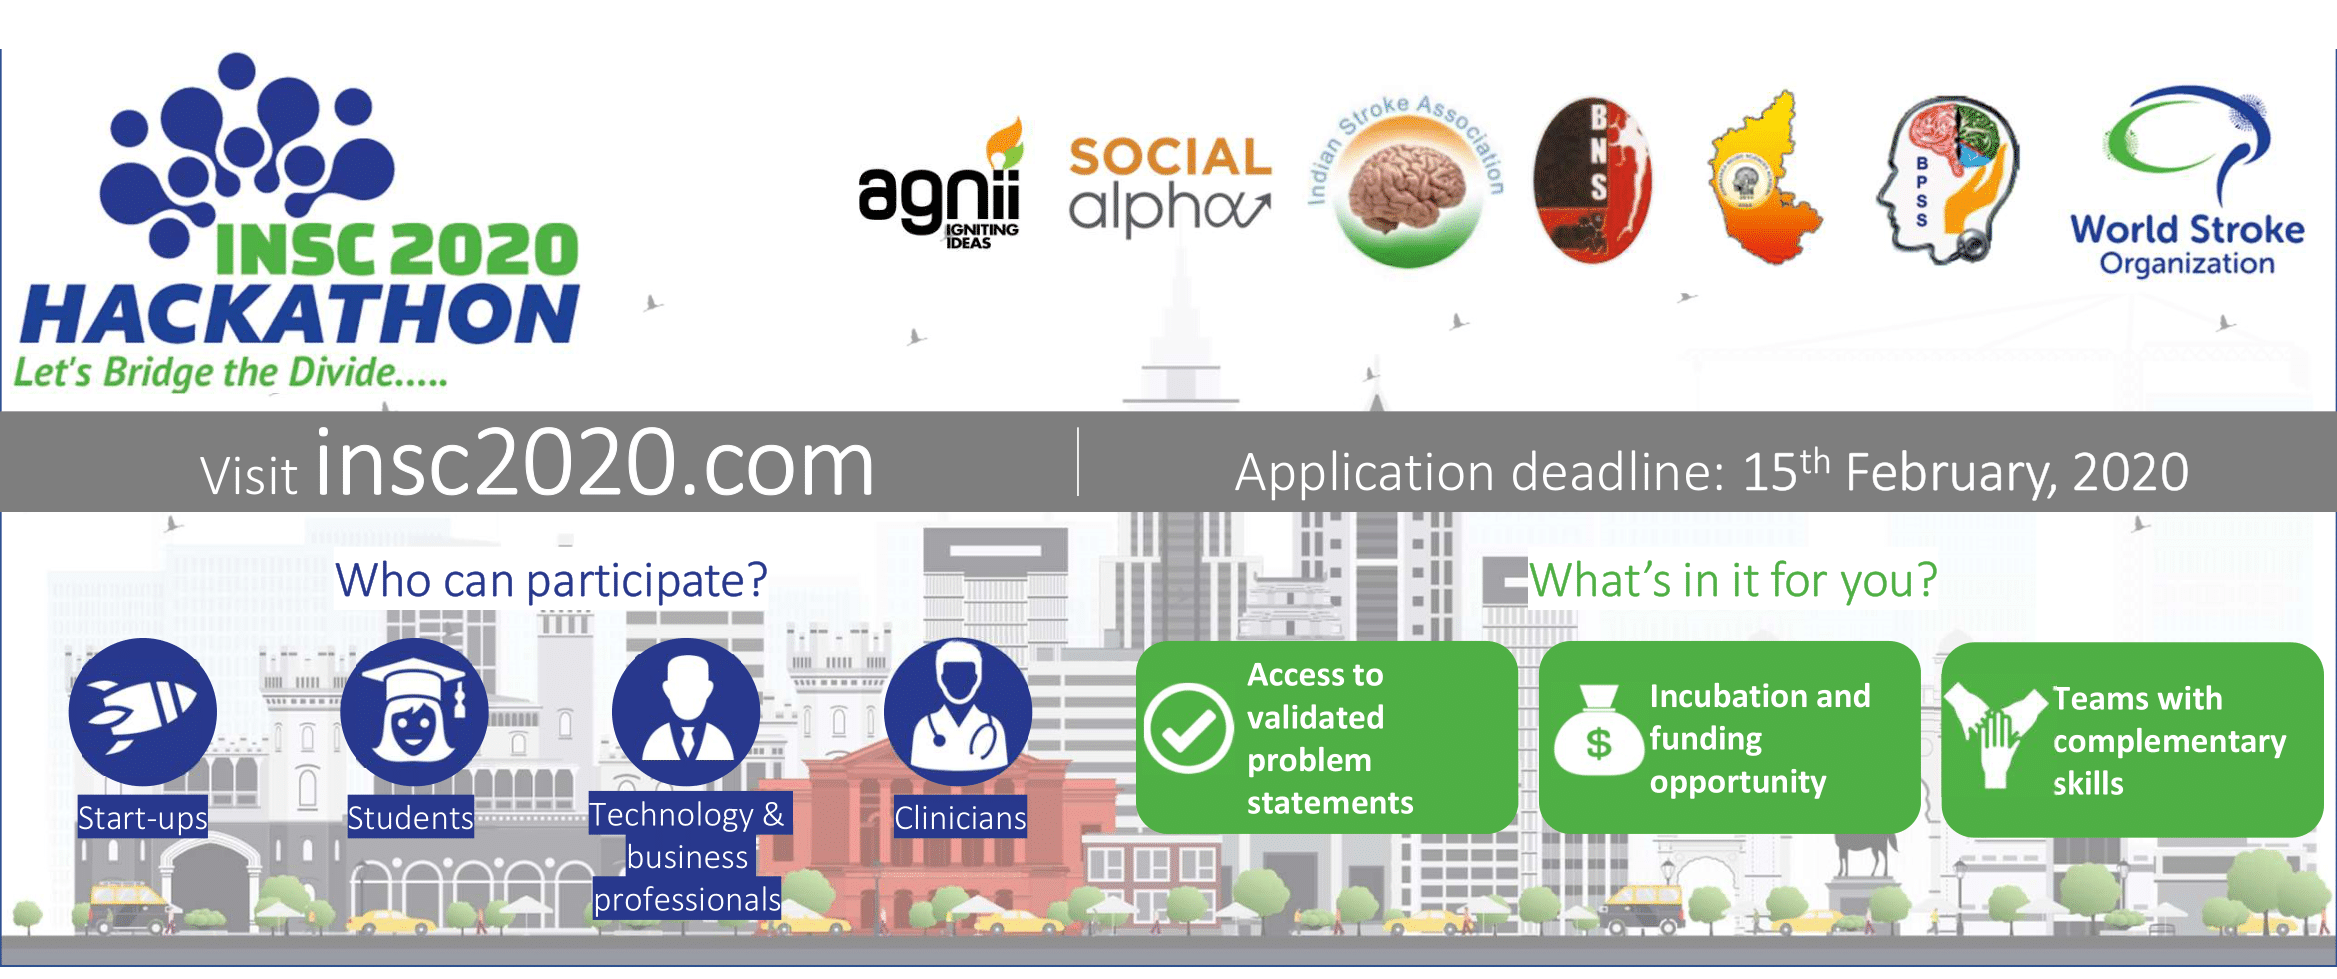 INSC 2020
HACKATHON
Let's Bridge the Divide.....
agnii
IGNITING
IDEAS
SOCIAL
alpha
Indian Stroke Association
B
N
S
B
P
S
S
World Stroke
Organization
Visit insc2020.com
Application deadline: 15th February, 2020
Who can participate?
Start-ups
Students
Technology &
business
professionals
Clinicians
What’s in it for you?
Access to
validated
problem
statements
$
Incubation and
funding
opportunity
Teams with
complementary
skills